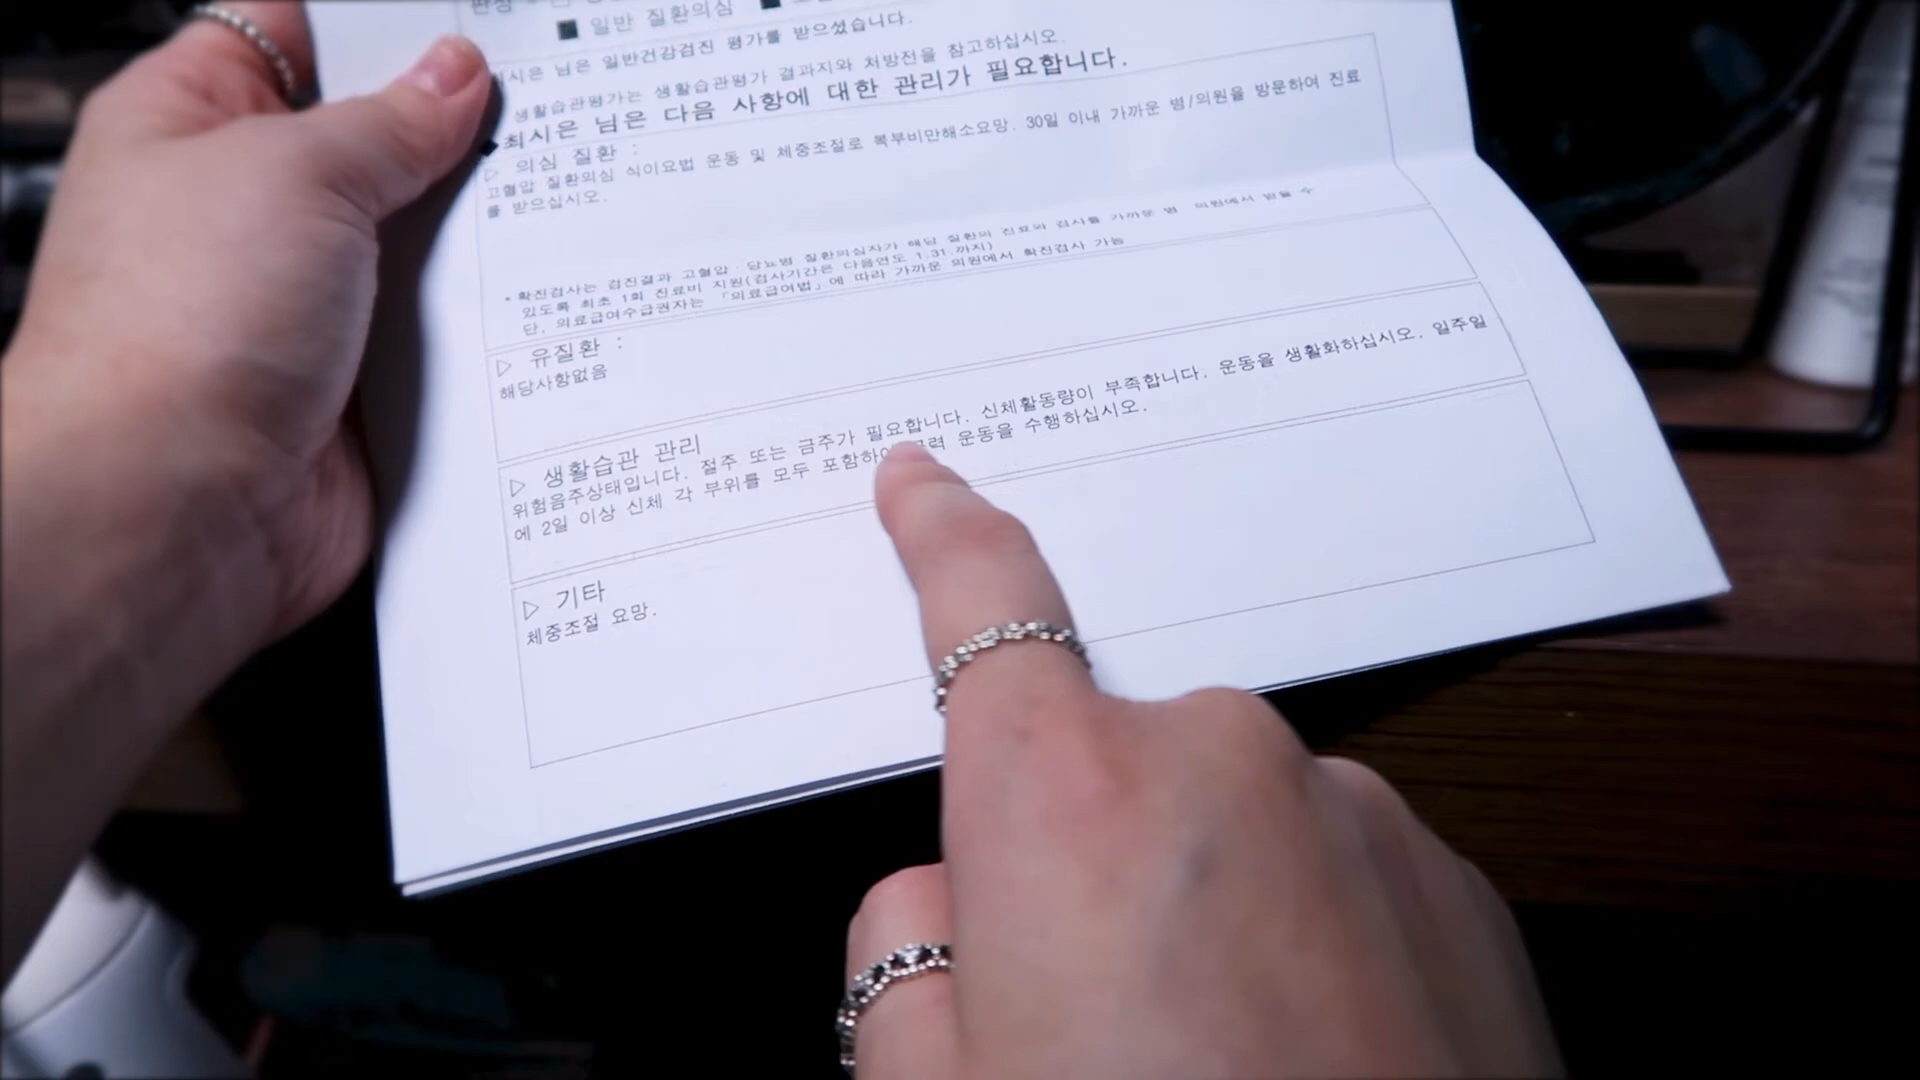 ■ 일반 질환의심 ■
시은 님은 일반건강검진 평가를 받으셨습니다.
생활습관평가는 생활습관평가 결과지와 처방전을 참고하십시오.
◆최시은 님은 다음 사항에 대한 관리가 필요합니다.
▷ 의심 질환 :
고혈압 질환의심 식이요법 운동 및 체중조절로 복부비만해소요망. 30일 이내 가까운 병/의원을 방문하여 진료
를 받으십시오.
* 확진검사는 검진결과 고혈압·당뇨병 질환의심자가 해당 질환의 진료와 검사를 가까운 병 의원에서 받을 수
있도록 최초 1회 진료비 지원(검사기간은 다음연도 1.31.까지)
단, 의료급여수급권자는 「의료급여법」에 따라 가까운 의원에서 확진검사 가능
▷ 유질환 :
해당사항없음
▷ 생활습관 관리
위험음주상태입니다. 절주 또는 금주가 필요합니다. 신체활동량이 부족합니다. 운동을 생활화하십시오. 일주일
에 2일 이상 신체 각 부위를 모두 포함하여 근력 운동을 수행하십시오.
▷ 기타
체중조절 요망.